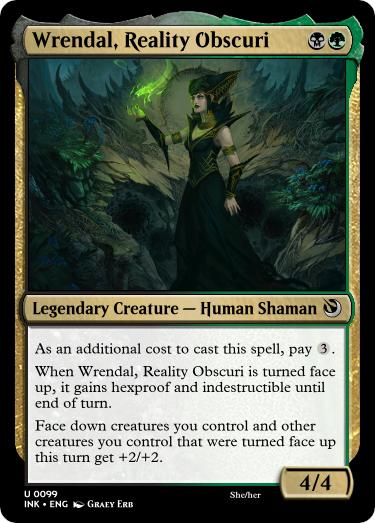 Wrendal, Reality Obscuri
Legendary Creature — Human Shaman
As an additional cost to cast this spell, pay 3.
When Wrendal, Reality Obscuri is turned face
up, it gains hexproof and indestructible until
end of turn.
Face down creatures you control and other
creatures you control that were turned face up
this turn get +2/+2.
4/4
U 0099
INK • ENG Graey Erb
She/her